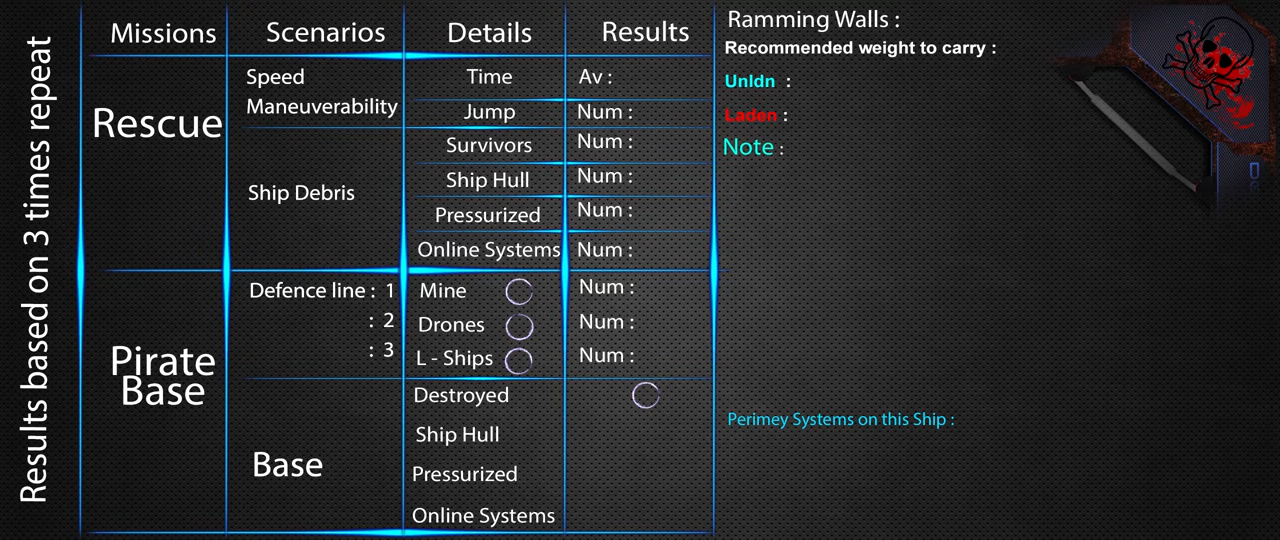 Results based on 3 times repeat
Missions
Scenarios
Details
Results
Rescue
Speed
Maneuverability
Time
Av :
Jump
Num :
Ship Debris
Survivors
Num :
Ship Hull
Num :
Pressurized
Num :
Online Systems
Num :
Pirate
Base
Defence line : 1
: 2
: 3
Mine
Num :
Drones
Num :
L - Ships
Num :
Base
Destroyed
Ship Hull
Pressurized
Online Systems
Ramming Walls :
Recommended weight to carry :
Unldn :
Laden :
Note :
Perimey Systems on this Ship :